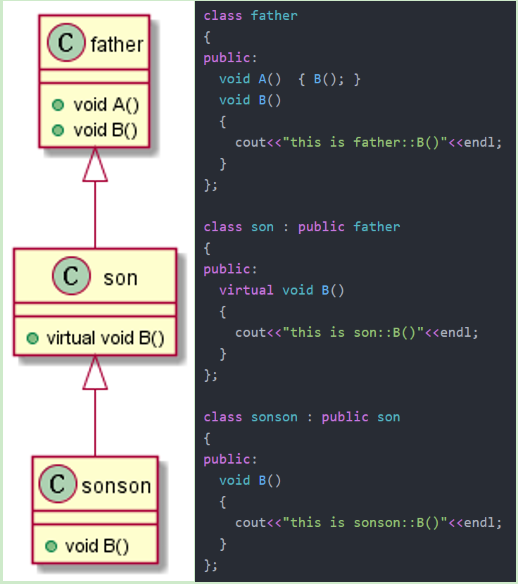 C father
void A()
void B()
C son
virtual void B()
C sonson
void B()
class father
{
public:
  void A()  { B(); }
  void B()
  {
    cout<<"this is father::B()"<<endl;
  }
};
class son : public father
{
public:
  virtual void B()
  {
    cout<<"this is son::B()"<<endl;
  }
};
class sonson : public son
{
public:
  void B()
  {
    cout<<"this is sonson::B()"<<endl;
  }
};